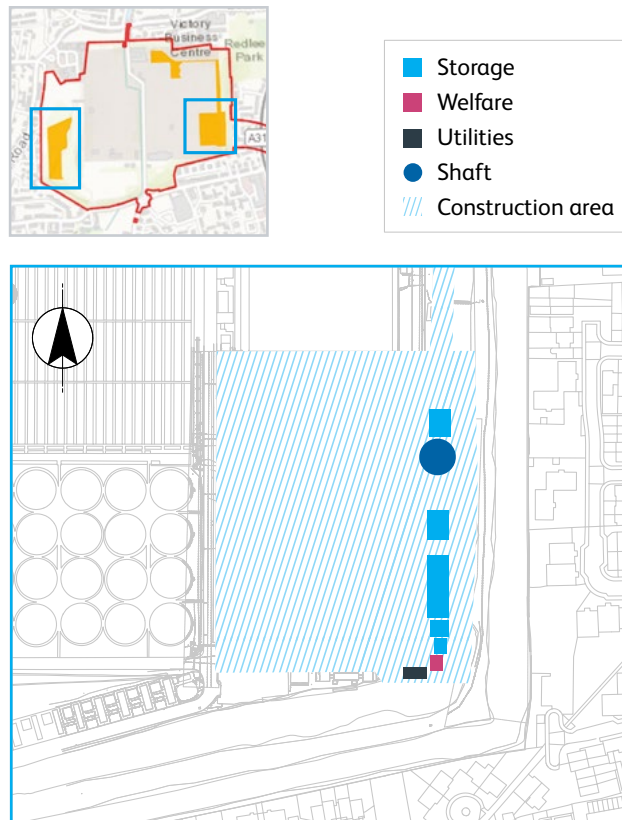 Victory
Business
Centre
Redlee
Park
A31
Road
Storage
Welfare
Utilities
Shaft
Construction area